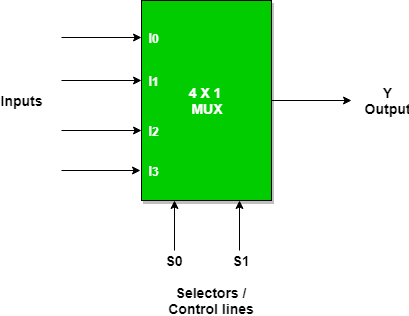 I0
I1
Inputs
4 X 1
MUX
Y
Output
I2
I3
S0 S1
Selectors /
Control lines